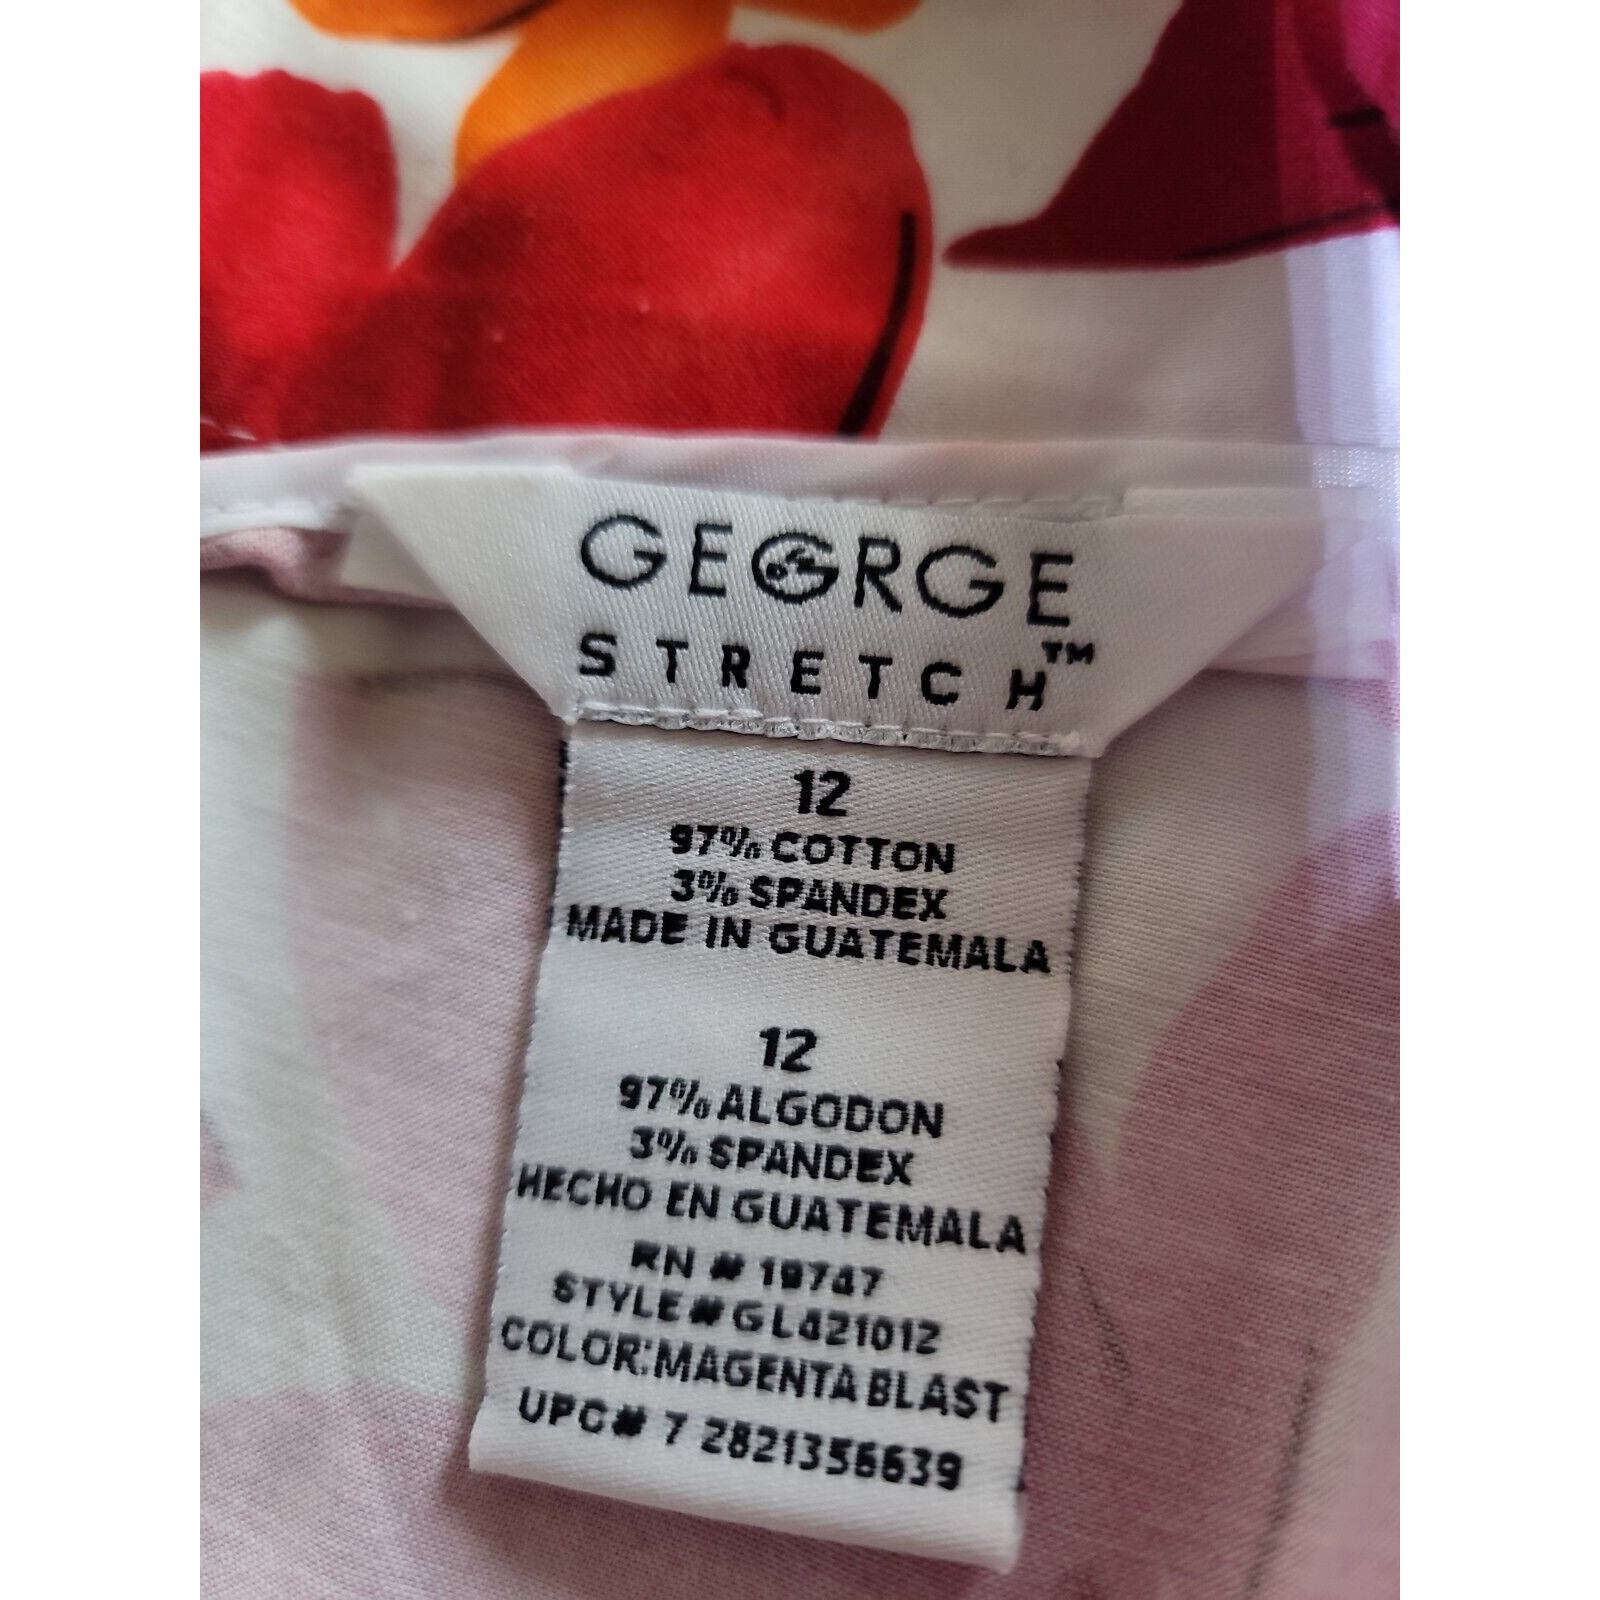 GEORGE
STRETCH™
12
97% COTTON
3% SPANDEX
MADE IN GUATEMALA
12
97% ALGODON
3% SPANDEX
HECHO EN GUATEMALA
RN # 19747
STYLE# GL421012
COLOR:MAGENTA BLAST
UPC# 7 2821356639